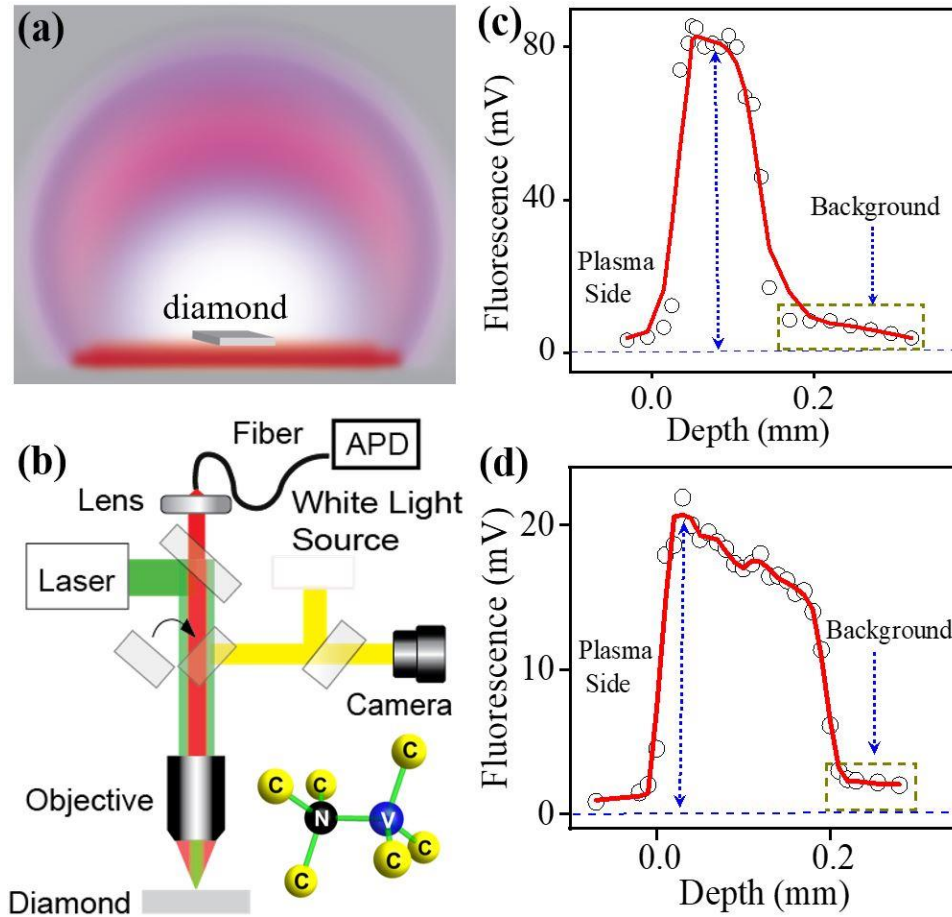 (a)
diamond
(b)
Fiber
APD
Lens
White Light
Source
Laser
Camera
Objective
Diamond
C
C
C
N
V
C
C
C
(c)
80
40
0
Fluorescence (mV)
Plasma
Side
Background
0.0
0.2
Depth (mm)
(d)
20
10
0
Fluorescence (mV)
Plasma
Side
Background
0.0
0.2
Depth (mm)